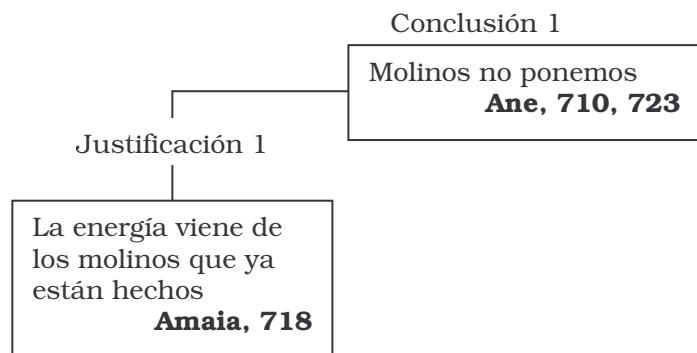 Conclusión 1
Molinos no ponemos
Ane, 710, 723
Justificación 1
La energía viene de
los molinos que ya
están hechos
Amaia, 718